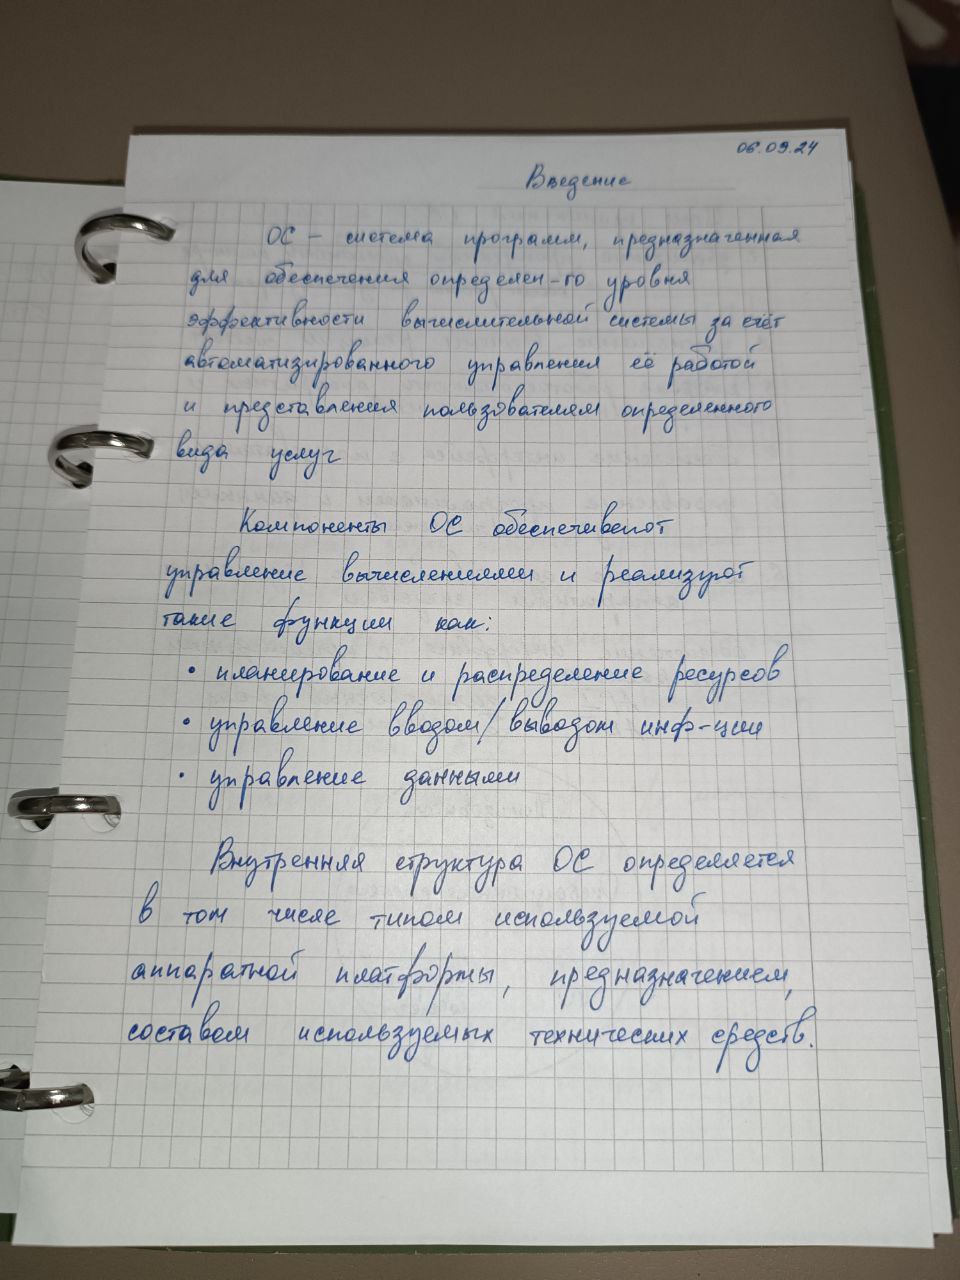 06.09.24
Введение
ОС – система программ, предназначенная
для обеспечения определен-го уровня
эффективности вычислительной системы за счёт
автоматизированного управления её работой
и представления пользователям определенного
вида услуг
Компоненты ОС обеспечивают
управление вычислениями и реализуют
такие функции как:
• планирование и распределение ресурсов
• управление вводом/выводом инф-ции
• управление данными
Внутренняя структура ОС определяется
в том числе типом используемой
аппаратной платформы, предназначением,
составом используемых технических средств.